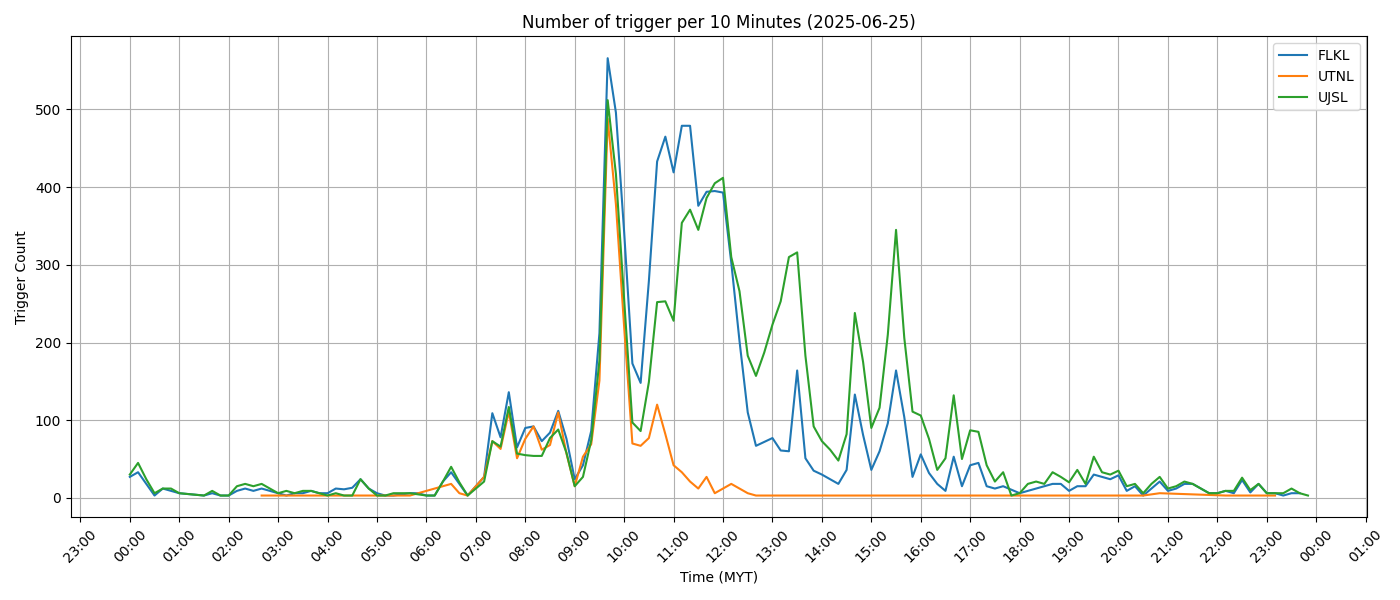 Number of trigger per 10 Minutes (2025-06-25)
FLKL
UTNL
UJSL
Trigger Count
500
400
300
200
100
0
23:00 00:00 01:00 02:00 03:00 04:00 05:00 06:00 07:00 08:00 09:00 10:00 11:00 12:00 13:00 14:00 15:00 16:00 17:00 18:00 19:00 20:00 21:00 22:00 23:00 00:00 01:00
Time (MYT)